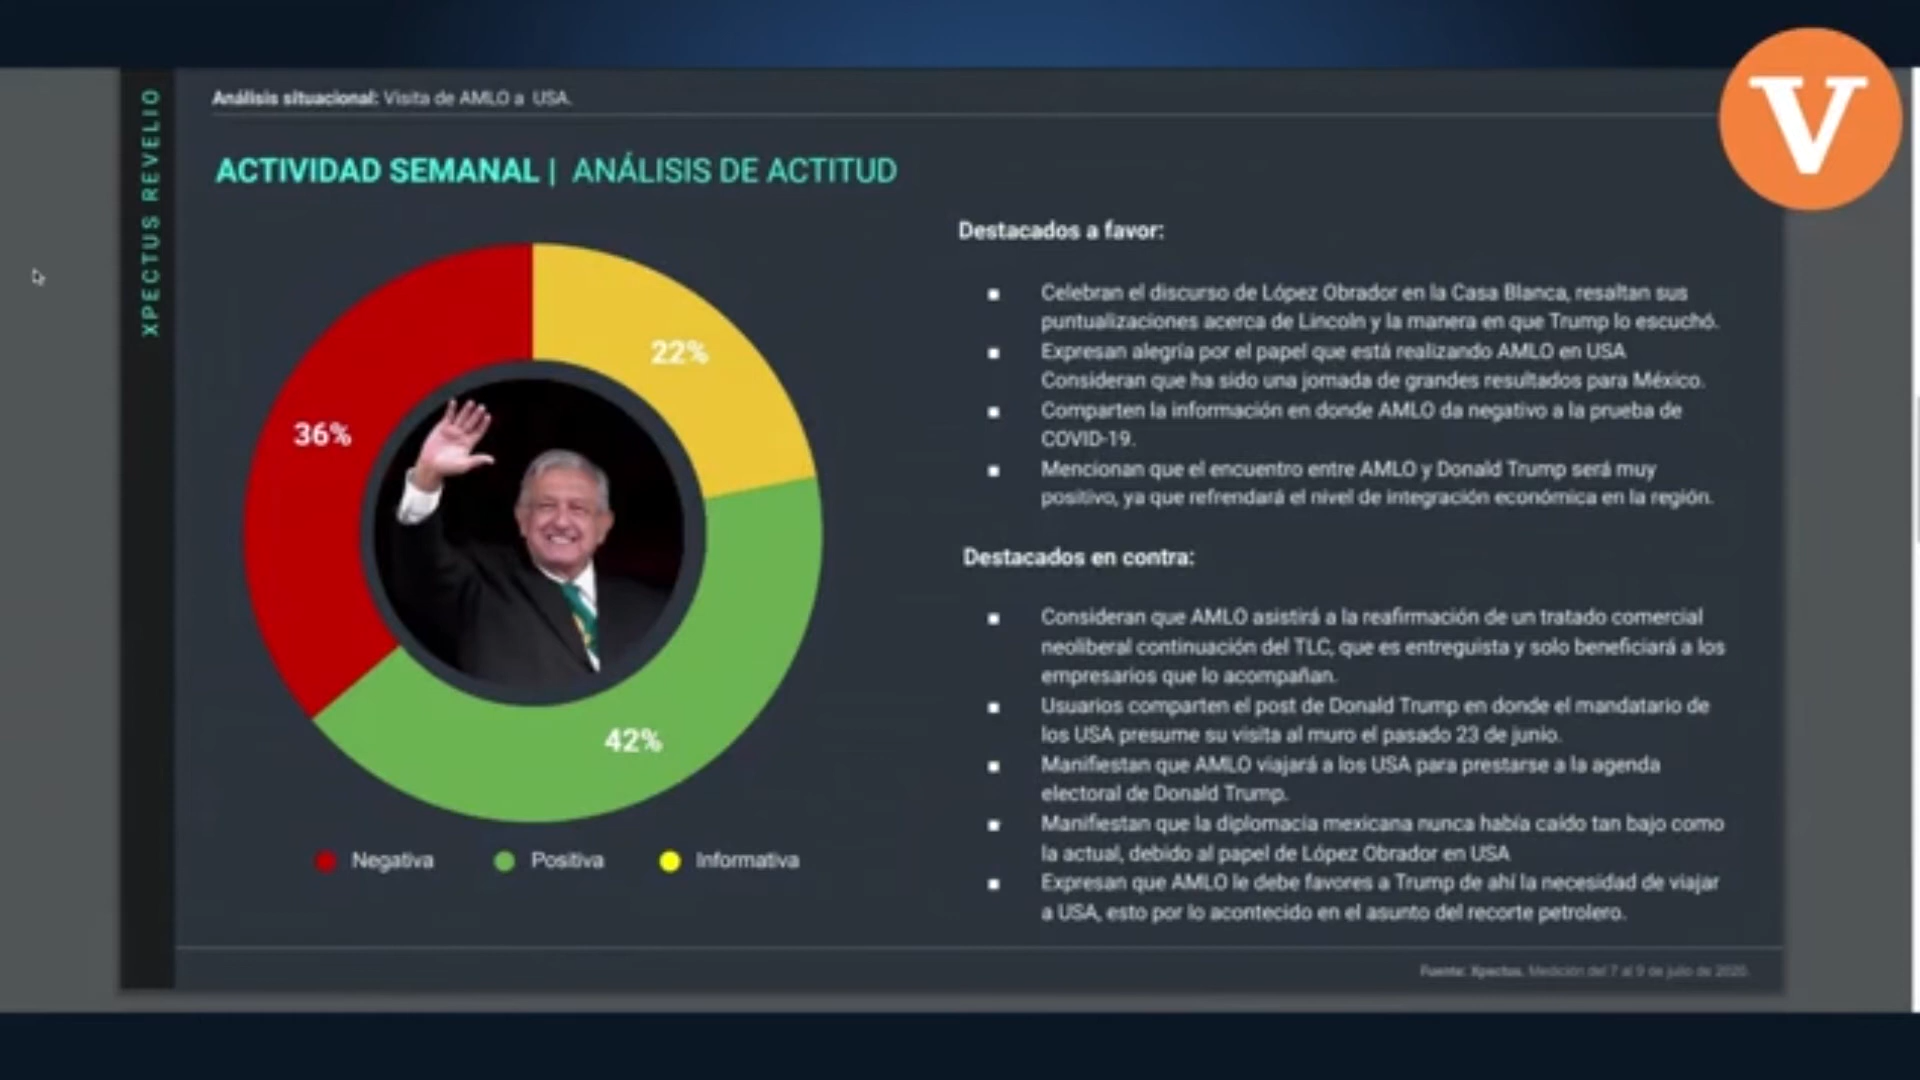 Análisis situacional: Visita de AMLO a USA.
V
XPECTUS REVELIO
ACTIVIDAD SEMANAL | ANÁLISIS DE ACTITUD
22%
36%
42%
Negativa
Positiva
Informativa
Destacados a favor:
Celebran el discurso de López Obrador en la Casa Blanca, resaltan sus
puntualizaciones acerca de Lincoln y la manera en que Trump lo escuchó.
Expresan alegría por el papel que está realizando AMLO en USA
Consideran que ha sido una jornada de grandes resultados para México.
Comparten la información en donde AMLO da negativo a la prueba de
COVID-19.
Mencionan que el encuentro entre AMLO y Donald Trump será muy
positivo, ya que refrendará el nivel de integración económica en la región.
Destacados en contra:
Consideran que AMLO asistirá a la reafirmación de un tratado comercial
neoliberal continuación del TLC, que es entreguista y solo beneficiará a los
empresarios que lo acompañan.
Usuarios comparten el post de Donald Trump en donde el mandatario de
los USA presume su visita al muro el pasado 23 de junio.
Manifiestan que AMLO viajará a los USA para prestarse a la agenda
electoral de Donald Trump.
Manifiestan que la diplomacia mexicana nunca había caído tan bajo como
la actual, debido al papel de López Obrador en USA
Expresan que AMLO le debe favores a Trump de ahí la necesidad de viajar
a USA, esto por lo acontecido en el asunto del recorte petrolero.
Fuente: Xpectus. Medición del 7 al 9 de julio de 2020.